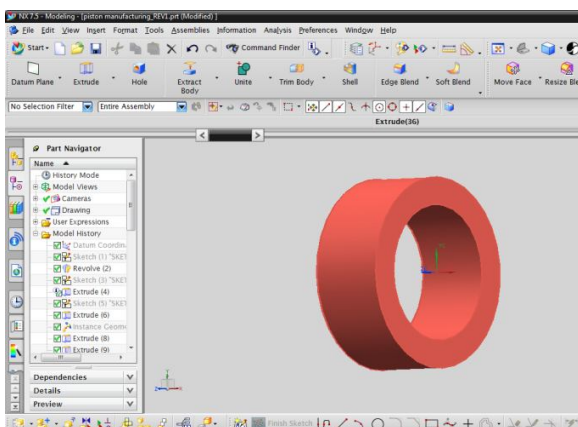 NX 7.5 - Modeling - [piston manufacturing_REV1.prt (Modified) ]
File Edit View Insert Format Tools Assemblies Information Analysis Preferences Window Help
Start Command Finder
Datum Plane Extrude Hole Extract Body Unite Trim Body Shell Edge Blend Soft Blend Move Face Resize Ble
No Selection Filter Entire Assembly
Extrude(36)
Part Navigator
Name
History Mode
Model Views
Cameras
Drawing
User Expressions
Model History
Datum Coordin
Sketch (1) "SKET
Revolve (2)
Sketch (3) "SKET
Extrude (4)
Sketch (5) "SKET
Extrude (6)
Instance Geom
Extrude (8)
Extrude (9)
Dependencies
Details
Preview
Finish Sketch